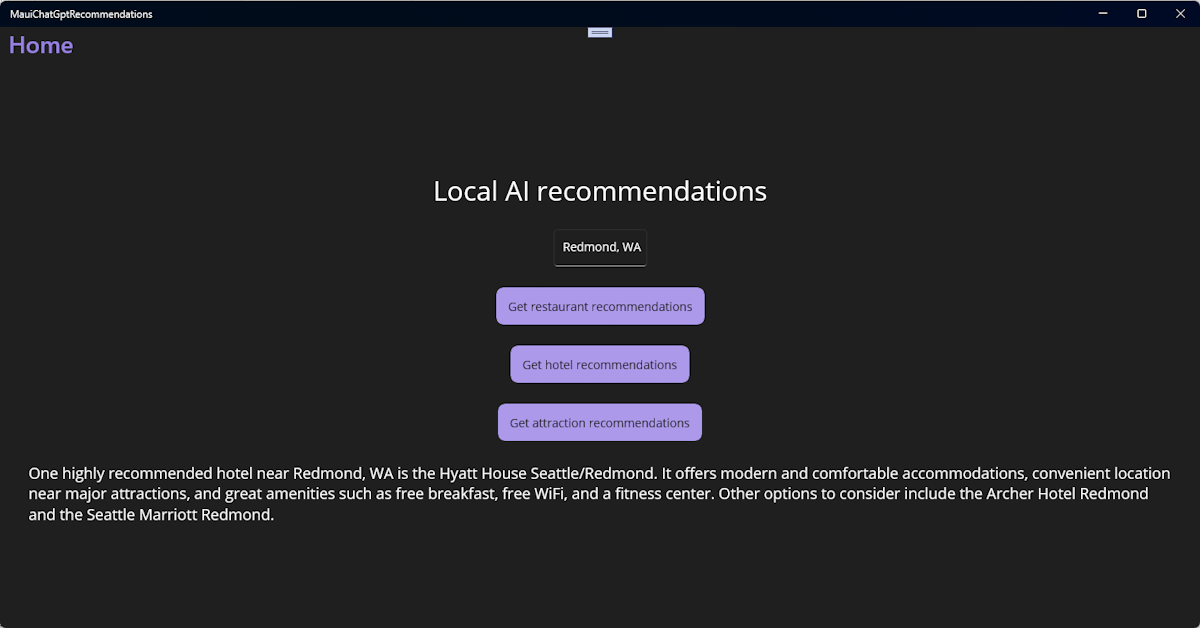 MauiChatGptRecommendations
Home
Local AI recommendations
Redmond, WA
Get restaurant recommendations
Get hotel recommendations
Get attraction recommendations
One highly recommended hotel near Redmond, WA is the Hyatt House Seattle/Redmond. It offers modern and comfortable accommodations, convenient location
near major attractions, and great amenities such as free breakfast, free WiFi, and a fitness center. Other options to consider include the Archer Hotel Redmond
and the Seattle Marriott Redmond.